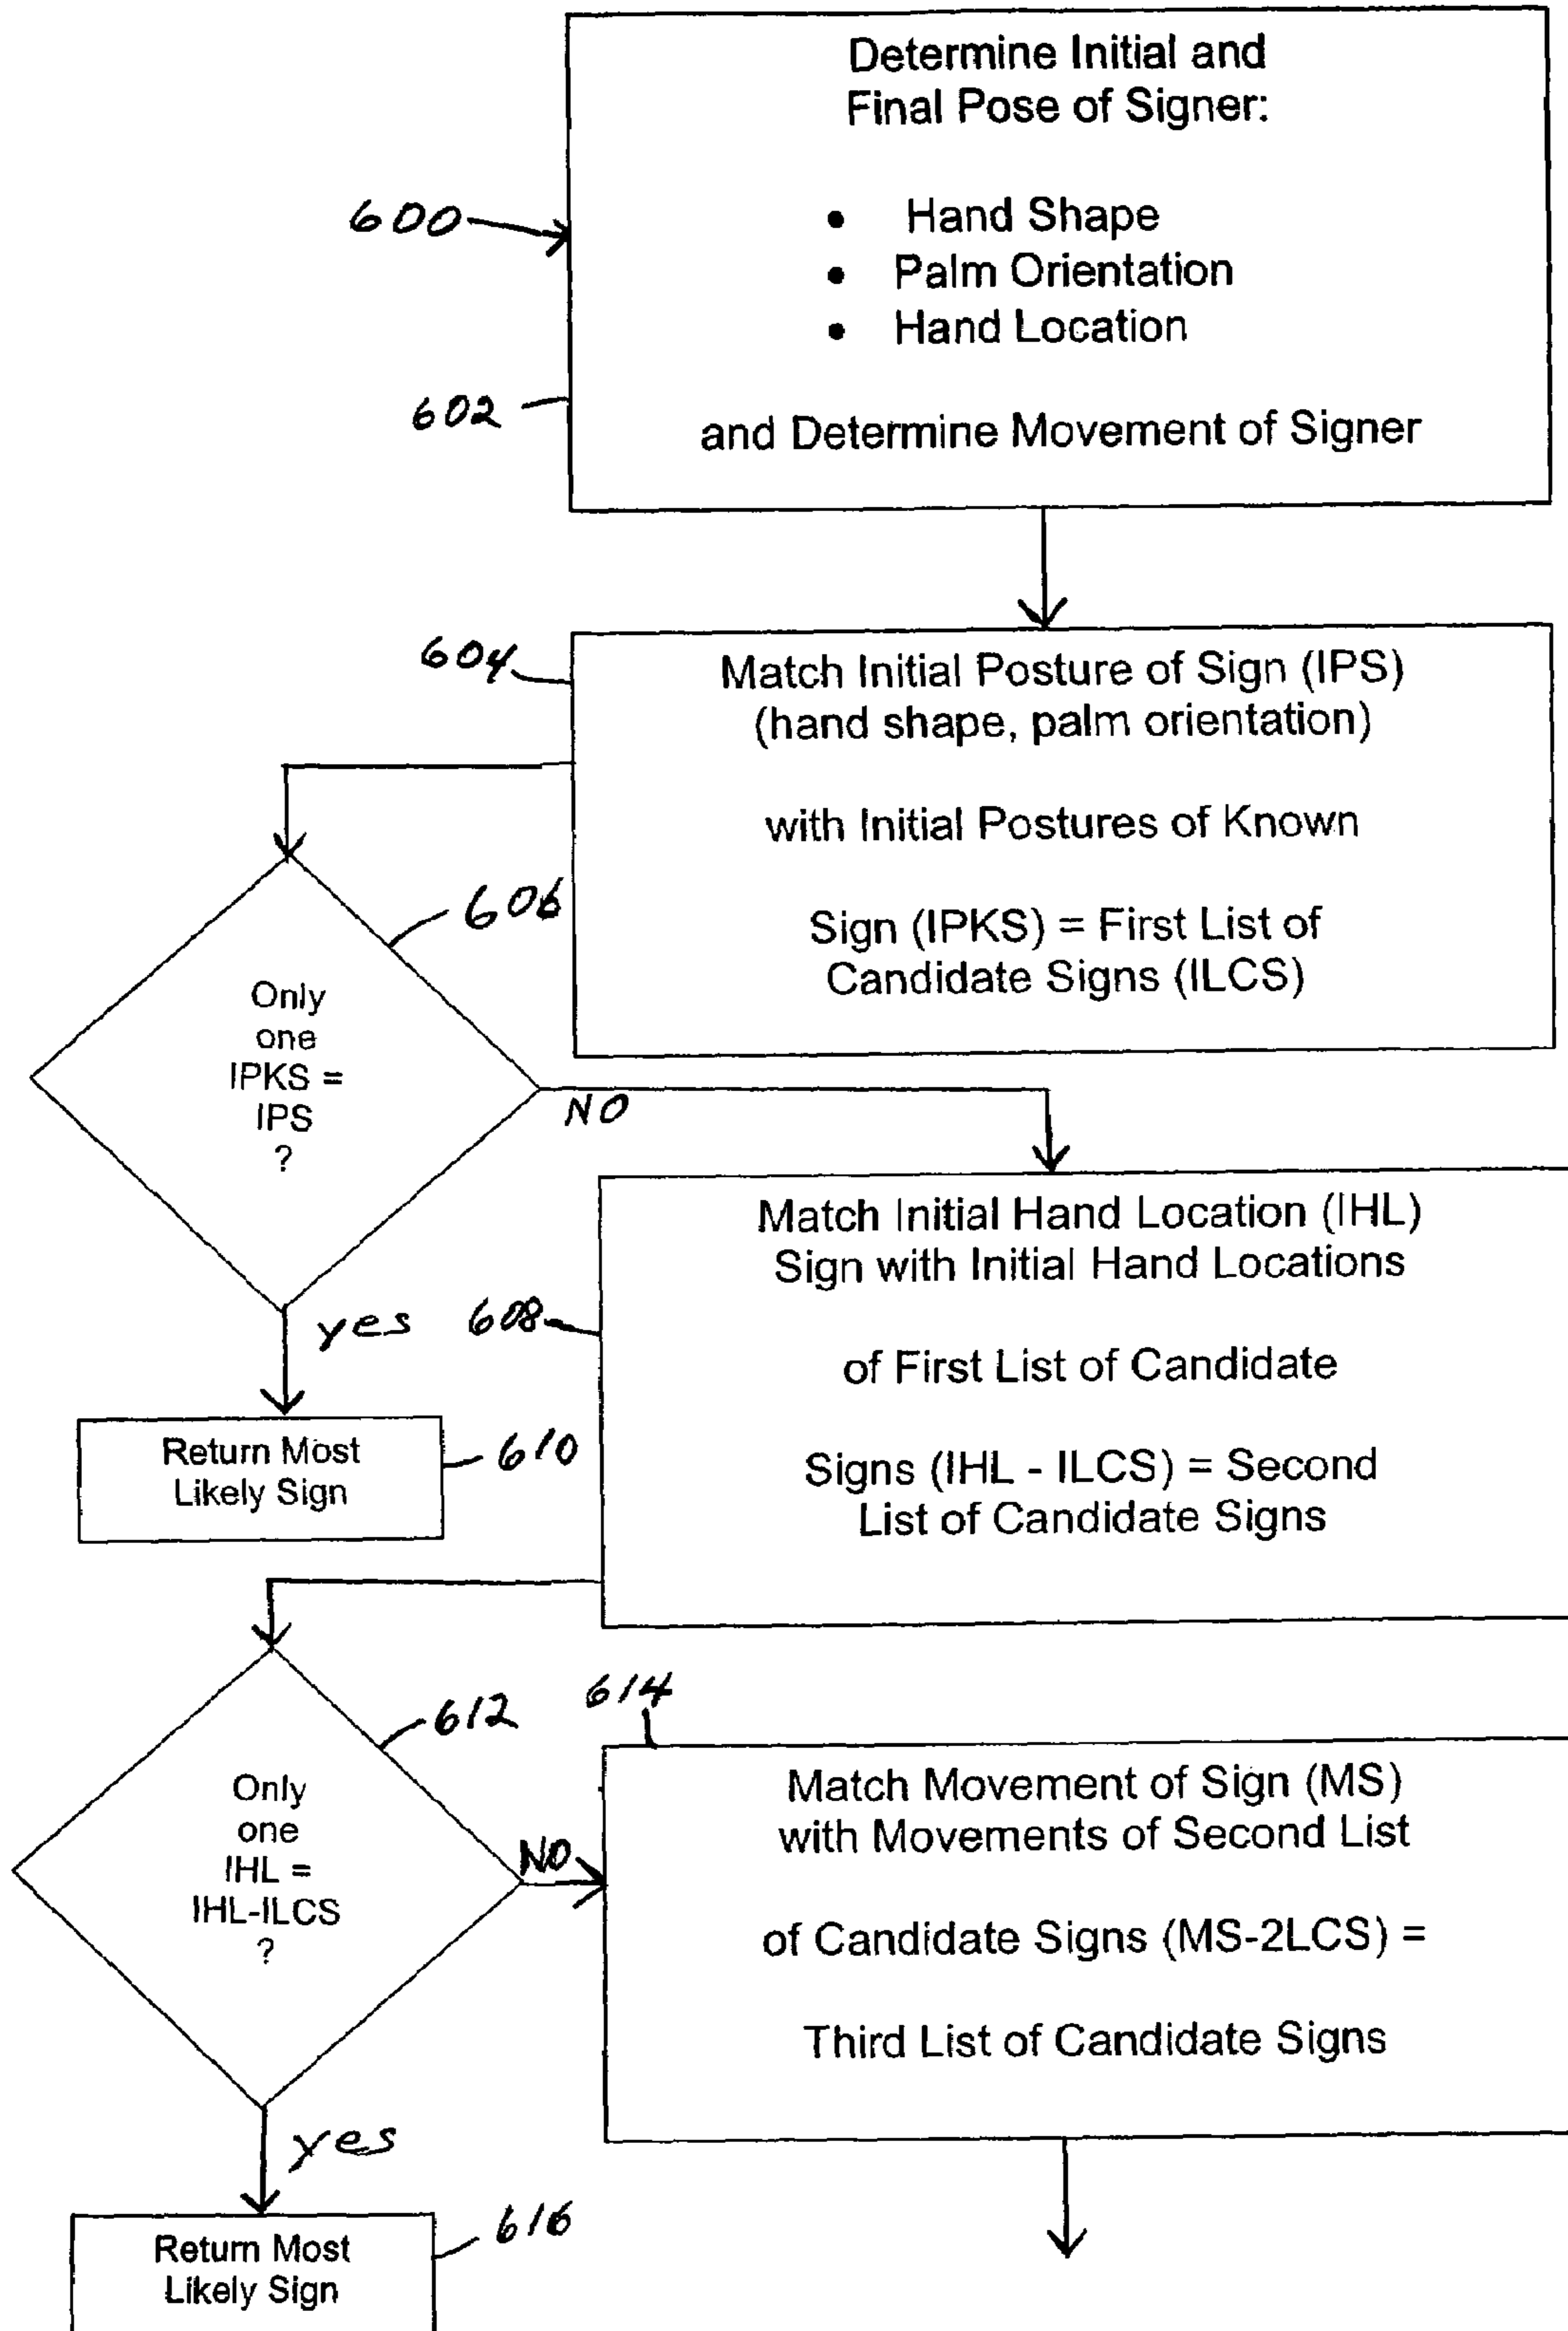 Determine Initial and
Final Pose of Signer:
• Hand Shape
600
• Palm Orientation
• Hand Location
602
and Determine Movement of Signer
604
Match Initial Posture of Sign (IPS)
(hand shape, palm orientation)
with Initial Postures of Known
Sign (IPKS) = First List of
Candidate Signs (ILCS)
606
Only
one
IPKS =
IPS
?
NO
yes
Match Initial Hand Location (IHL)
Sign with Initial Hand Locations
608
of First List of Candidate
Signs (IHL - ILCS) = Second
List of Candidate Signs
Return Most
Likely Sign
610
612
614
Only
one
IHL =
IHL-ILCS
?
NO
yes
Match Movement of Sign (MS)
with Movements of Second List
of Candidate Signs (MS-2LCS) =
Third List of Candidate Signs
Return Most
Likely Sign
616